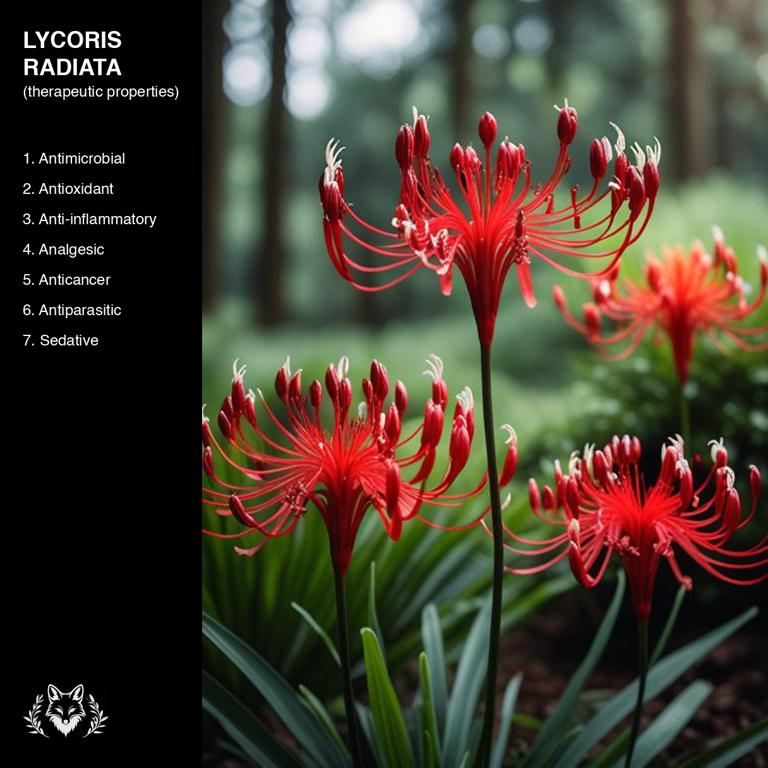 LYCORIS
RADIATA
(therapeutic properties)
1. Antimicrobial
2. Antioxidant
3. Anti-inflammatory
4. Analgesic
5. Anticancer
6. Antiparasitic
7. Sedative